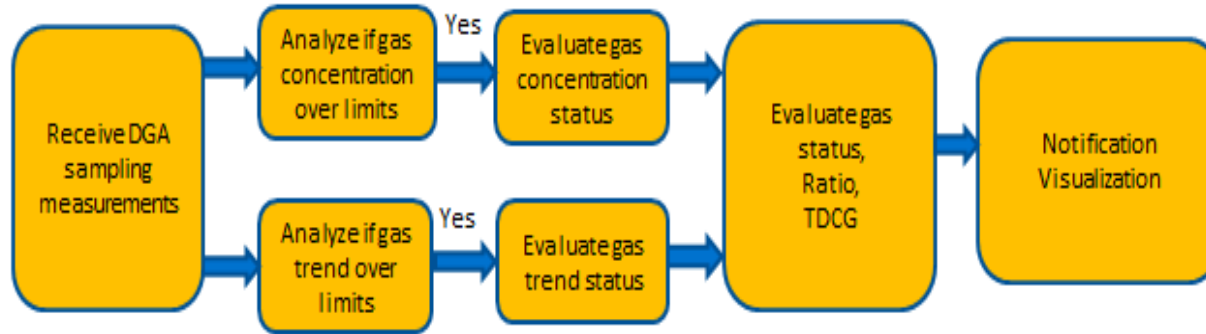 Receive DGA
sampling
measurements
Analyze if gas
concentration
over limits
Yes
Evaluate gas
concentration
status
Analyze if gas
trend over
limits
Yes
Evaluate gas
trend status
Evaluate gas
status,
Ratio,
TDCG
Notification
Visualization